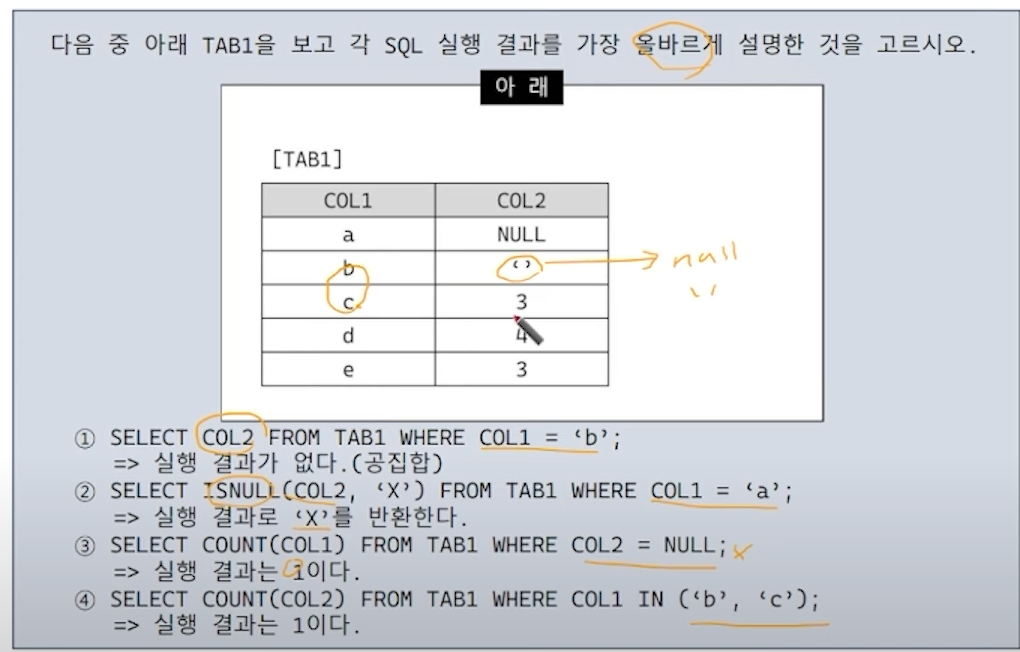 다음 중 아래 TAB1을 보고 각 SQL 실행 결과를 가장 올바르게 설명한 것을 고르시오.
아 래
[TAB1]
COL1 COL2
a NULL
b ‘’ null
c 3 ''
d 4
e 3
① SELECT COL2 FROM TAB1 WHERE COL1 = ‘b’;
=> 실행 결과가 없다.(공집합)
② SELECT ISNULL(COL2, ‘X’) FROM TAB1 WHERE COL1 = ‘a’;
=> 실행 결과로 ‘X’를 반환한다.
③ SELECT COUNT(COL1) FROM TAB1 WHERE COL2 = NULL; x
=> 실행 결과는 1이다.
④ SELECT COUNT(COL2) FROM TAB1 WHERE COL1 IN (‘b’, ‘c’);
=> 실행 결과는 1이다.